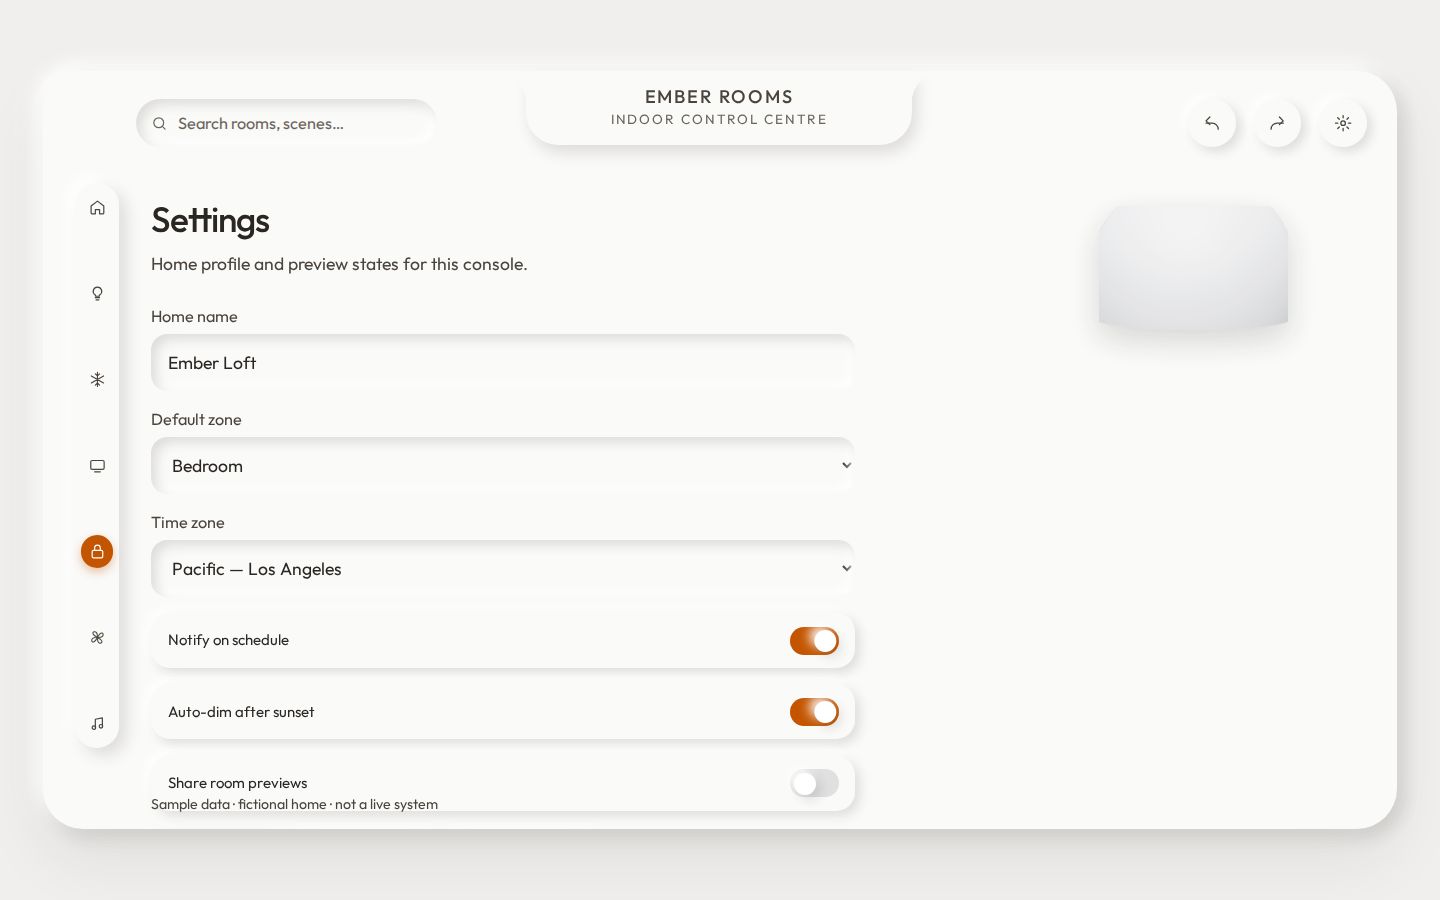 EMBER ROOMS
INDOOR CONTROL CENTRE
Search rooms, scenes...
Settings
Home profile and preview states for this console.
Home name
Ember Loft
Default zone
Bedroom
Time zone
Pacific — Los Angeles
Notify on schedule
Auto-dim after sunset
Share room previews
Sample data · fictional home · not a live system